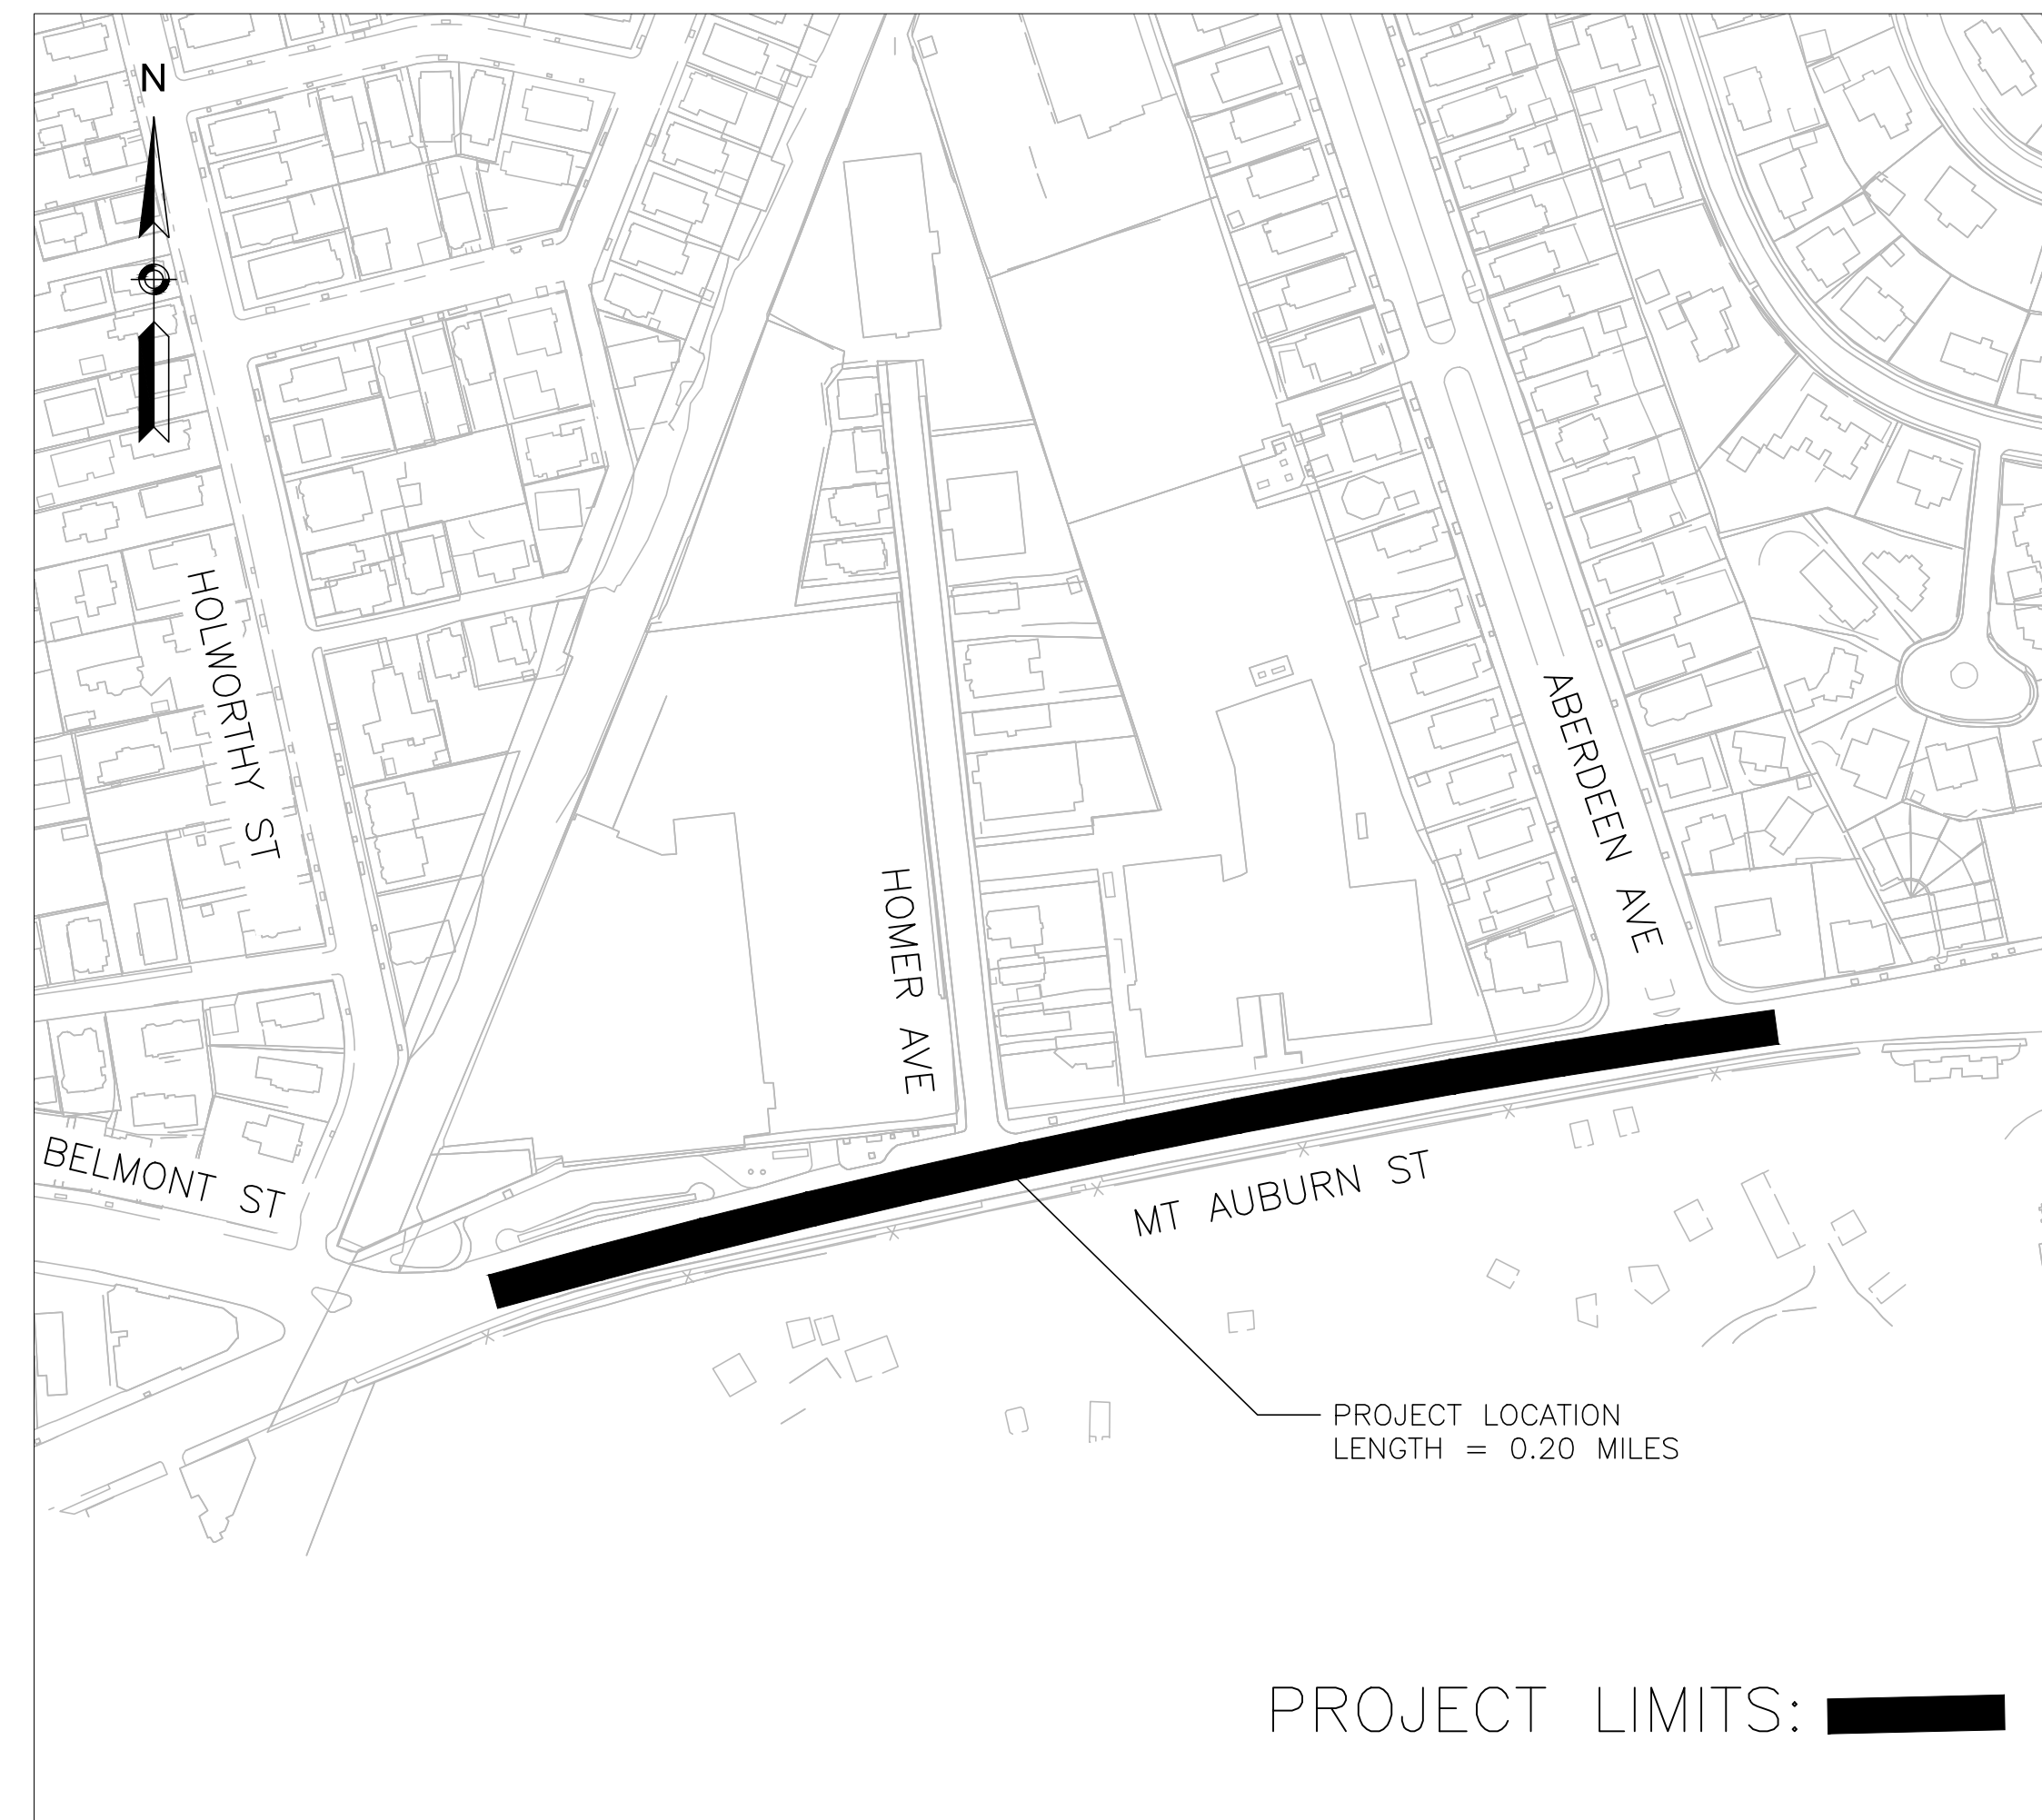 N
HOLWORTHY ST
ABERDEEN AVE
HOMER AVE
BELMONT ST
MT AUBURN ST
PROJECT LOCATION
LENGTH = 0.20 MILES
PROJECT LIMITS: